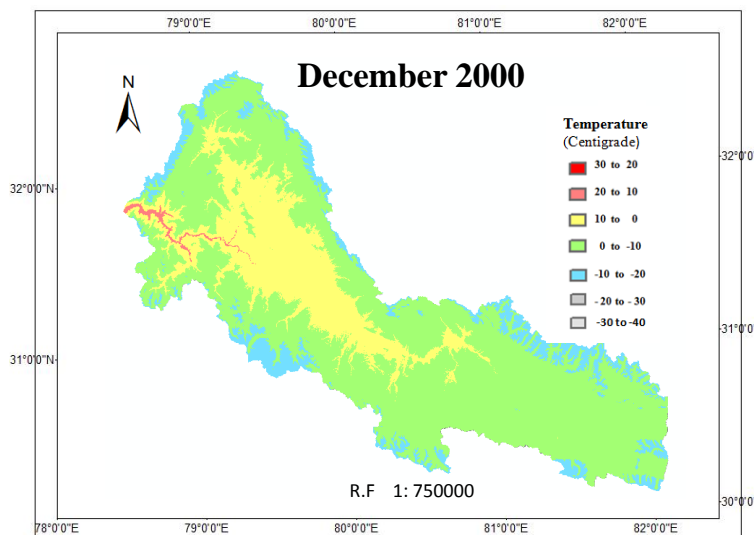 79°0'0"E 80°0'0"E 81°0'0"E 82°0'0"E
December 2000
N
Temperature
(Centigrade)
30 to 20
20 to 10
10 to 0
0 to -10
-10 to -20
-20 to -30
-30 to -40
32°0'0"N
31°0'0"N
32°0'0"
31°0'0"
30°0'0"
R.F 1: 750000
78°0'0"E 79°0'0"E 80°0'0"E 81°0'0"E 82°0'0"E